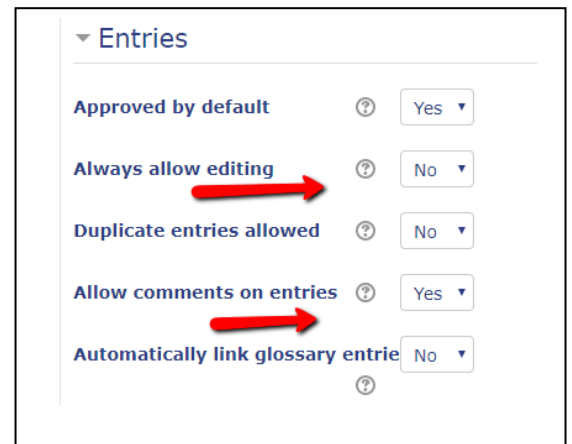 Entries
Approved by default ? Yes
Always allow editing ? No
Duplicate entries allowed ? No
Allow comments on entries ? Yes
Automatically link glossary entrie No
?